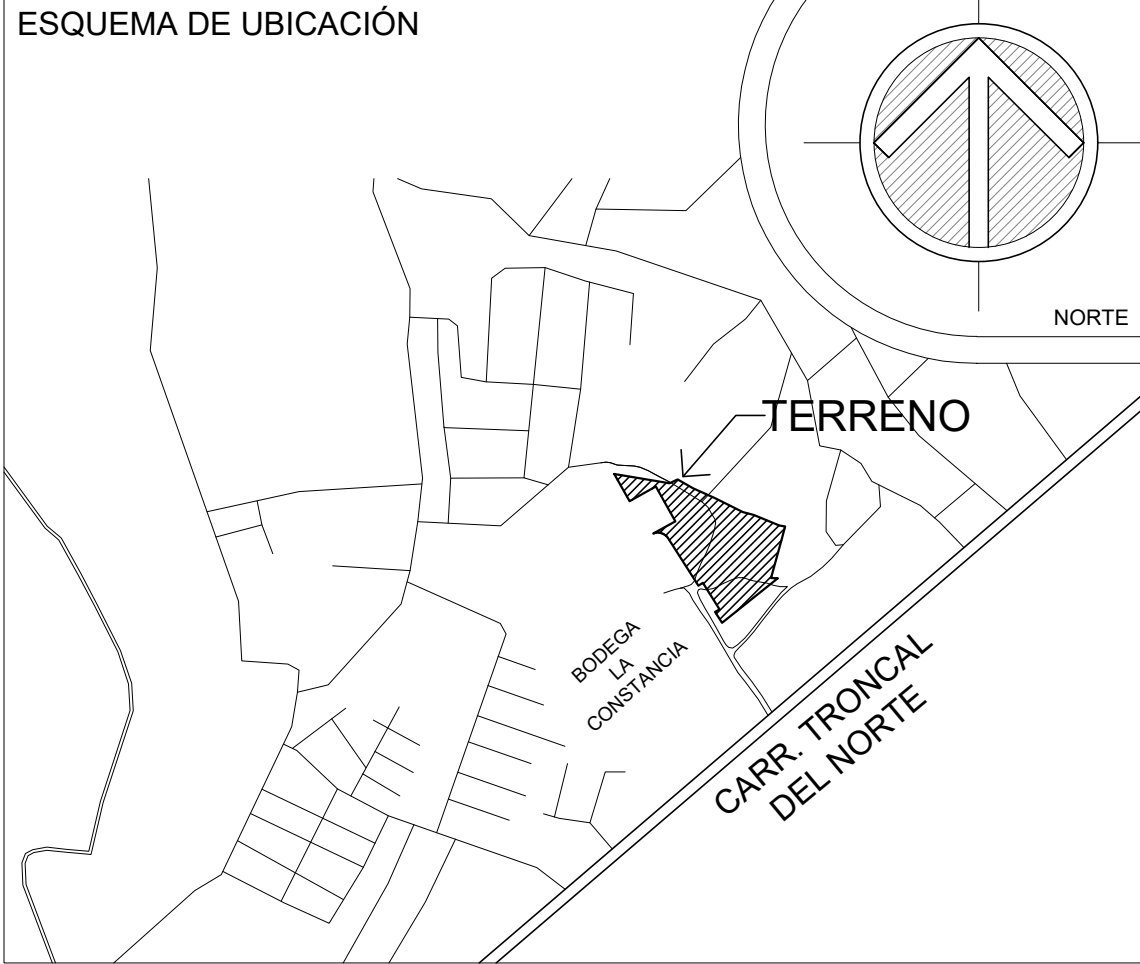 ESQUEMA DE UBICACIÓN
NORTE
TERRENO
BODEGA
LA
CONSTANCIA
CARR. TRONCAL
DEL NORTE